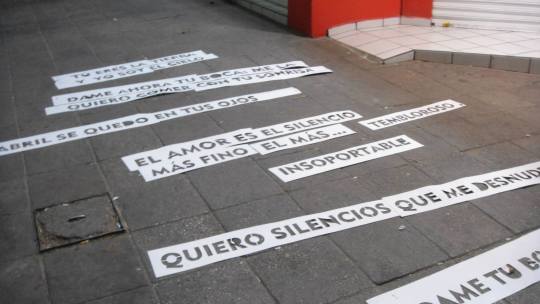 TU ERES LA TIERRA
Y YO SOY EL CIELO
DAME AHORA TU BOCA: ME LA
QUIERO COMER CON TU SONRISA
ABRIL SE QUEDO EN TUS OJOS
EL AMOR ES EL SILENCIO
MÁS FINO EL MÁS...
TEMBLOROSO.
INSOPORTABLE
QUIERO SILENCIOS QUE ME DESNUDE
DAME TU BO